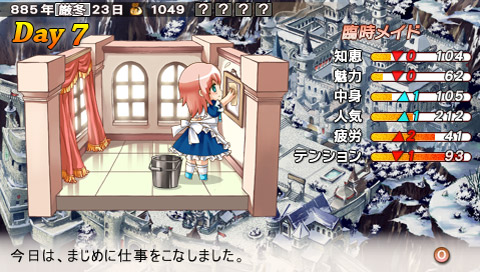 885年[厳冬]23日 1049 ? ? ? ?
Day 7
臨時メイド
知恵 ▼0 104
魅力 ▼0 62
中身 ▲1 105
人気 ▲1 212
疲労 ▲2 41
テンション ▼1 93
今日は、まじめに仕事をこなしました。